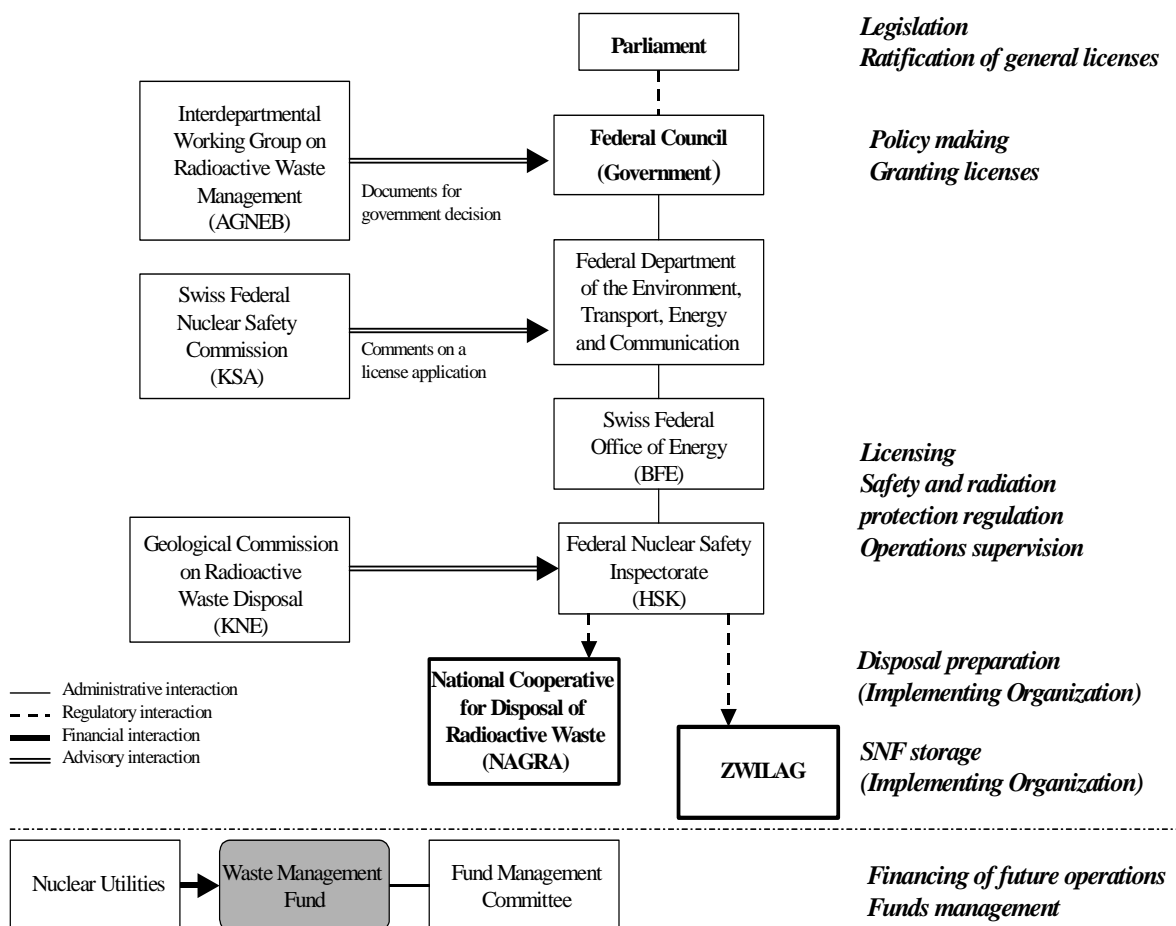 Parliament
Legislation
Ratification of general licenses
Interdepartmental
Working Group on
Radioactive Waste
Management
(AGNEB)
Documents for
government decision
Federal Council
(Government)
Policy making
Granting licenses
Swiss Federal
Nuclear Safety
Commission
(KSA)
Comments on a
license application
Federal Department
of the Environment,
Transport, Energy
and Communication
Swiss Federal
Office of Energy
(BFE)
Licensing
Safety and radiation
protection regulation
Operations supervision
Geological Commission
on Radioactive
Waste Disposal
(KNE)
Federal Nuclear Safety
Inspectorate
(HSK)
National Cooperative
for Disposal of
Radioactive Waste
(NAGRA)
Disposal preparation
(Implementing Organization)
ZWILAG
SNF storage
(Implementing Organization)
Administrative interaction
Regulatory interaction
Financial interaction
Advisory interaction
Nuclear Utilities
Waste Management
Fund
Fund Management
Committee
Financing of future operations
Funds management